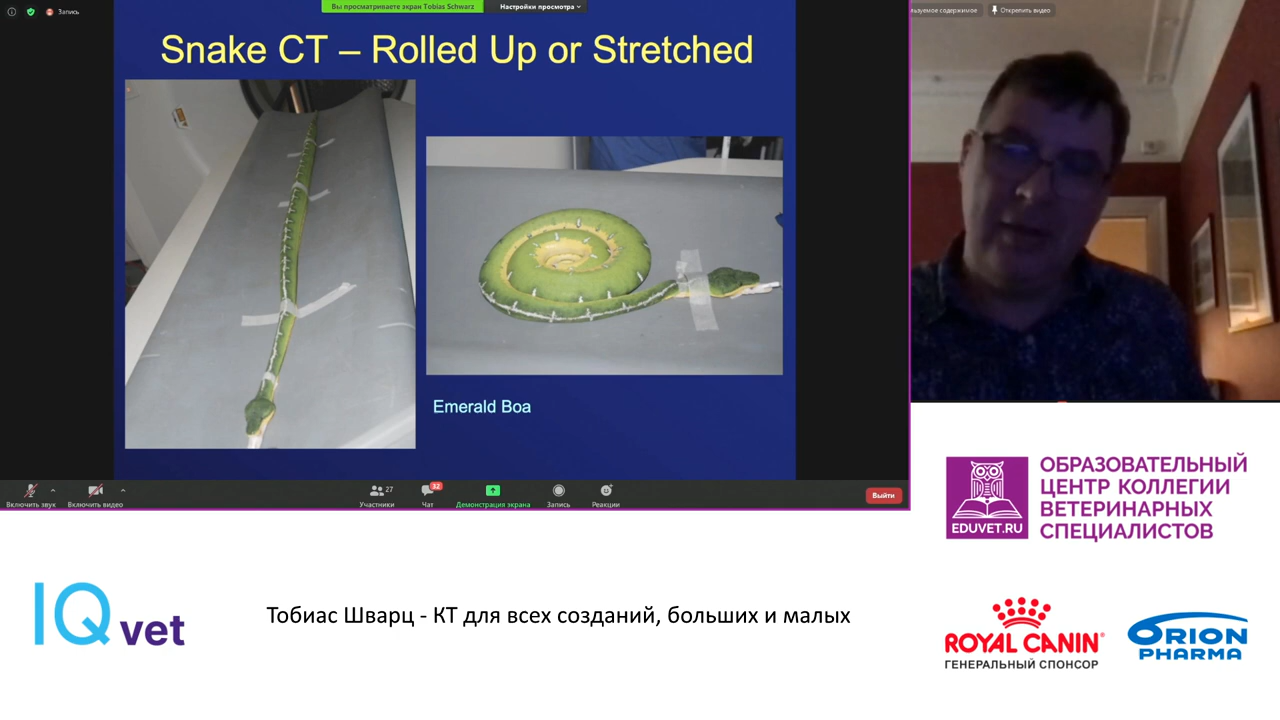 Запись
Вы просматриваете экран Tobias Schwarz
Настройки просмотра
содержимое
Открепить видео
Snake CT – Rolled Up or Stretched
Emerald Boa
Включить звук
Включить видео
27
Участники
32
Чат
Демонстрация экрана
Запись
Реакции
Выйти
ОБРАЗОВАТЕЛЬНЫЙ
ЦЕНТР КОЛЛЕГИИ
ВЕТЕРИНАРНЫХ
СПЕЦИАЛИСТОВ
EDUVET.RU
IQ vet
Тобиас Шварц - КТ для всех созданий, больших и малых
ROYAL CANIN®
ГЕНЕРАЛЬНЫЙ СПОНСОР
ORION
PHARMA